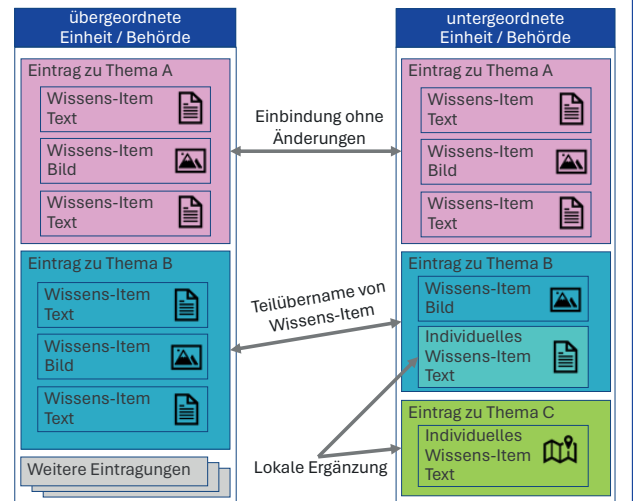 übergeordnete
Einheit / Behörde
Eintrag zu Thema A
Wissens-Item
Text
Wissens-Item
Bild
Wissens-Item
Text
Eintrag zu Thema B
Wissens-Item
Text
Wissens-Item
Bild
Wissens-Item
Text
Weitere Eintragungen
Einbindung ohne
Änderungen
Teilübername von
Wissens-Item
Lokale Ergänzung
untergeordnete
Einheit / Behörde
Eintrag zu Thema A
Wissens-Item
Text
Wissens-Item
Bild
Wissens-Item
Text
Eintrag zu Thema B
Wissens-Item
Bild
Individuelles
Wissens-Item
Text
Eintrag zu Thema C
Individuelles
Wissens-Item
Text